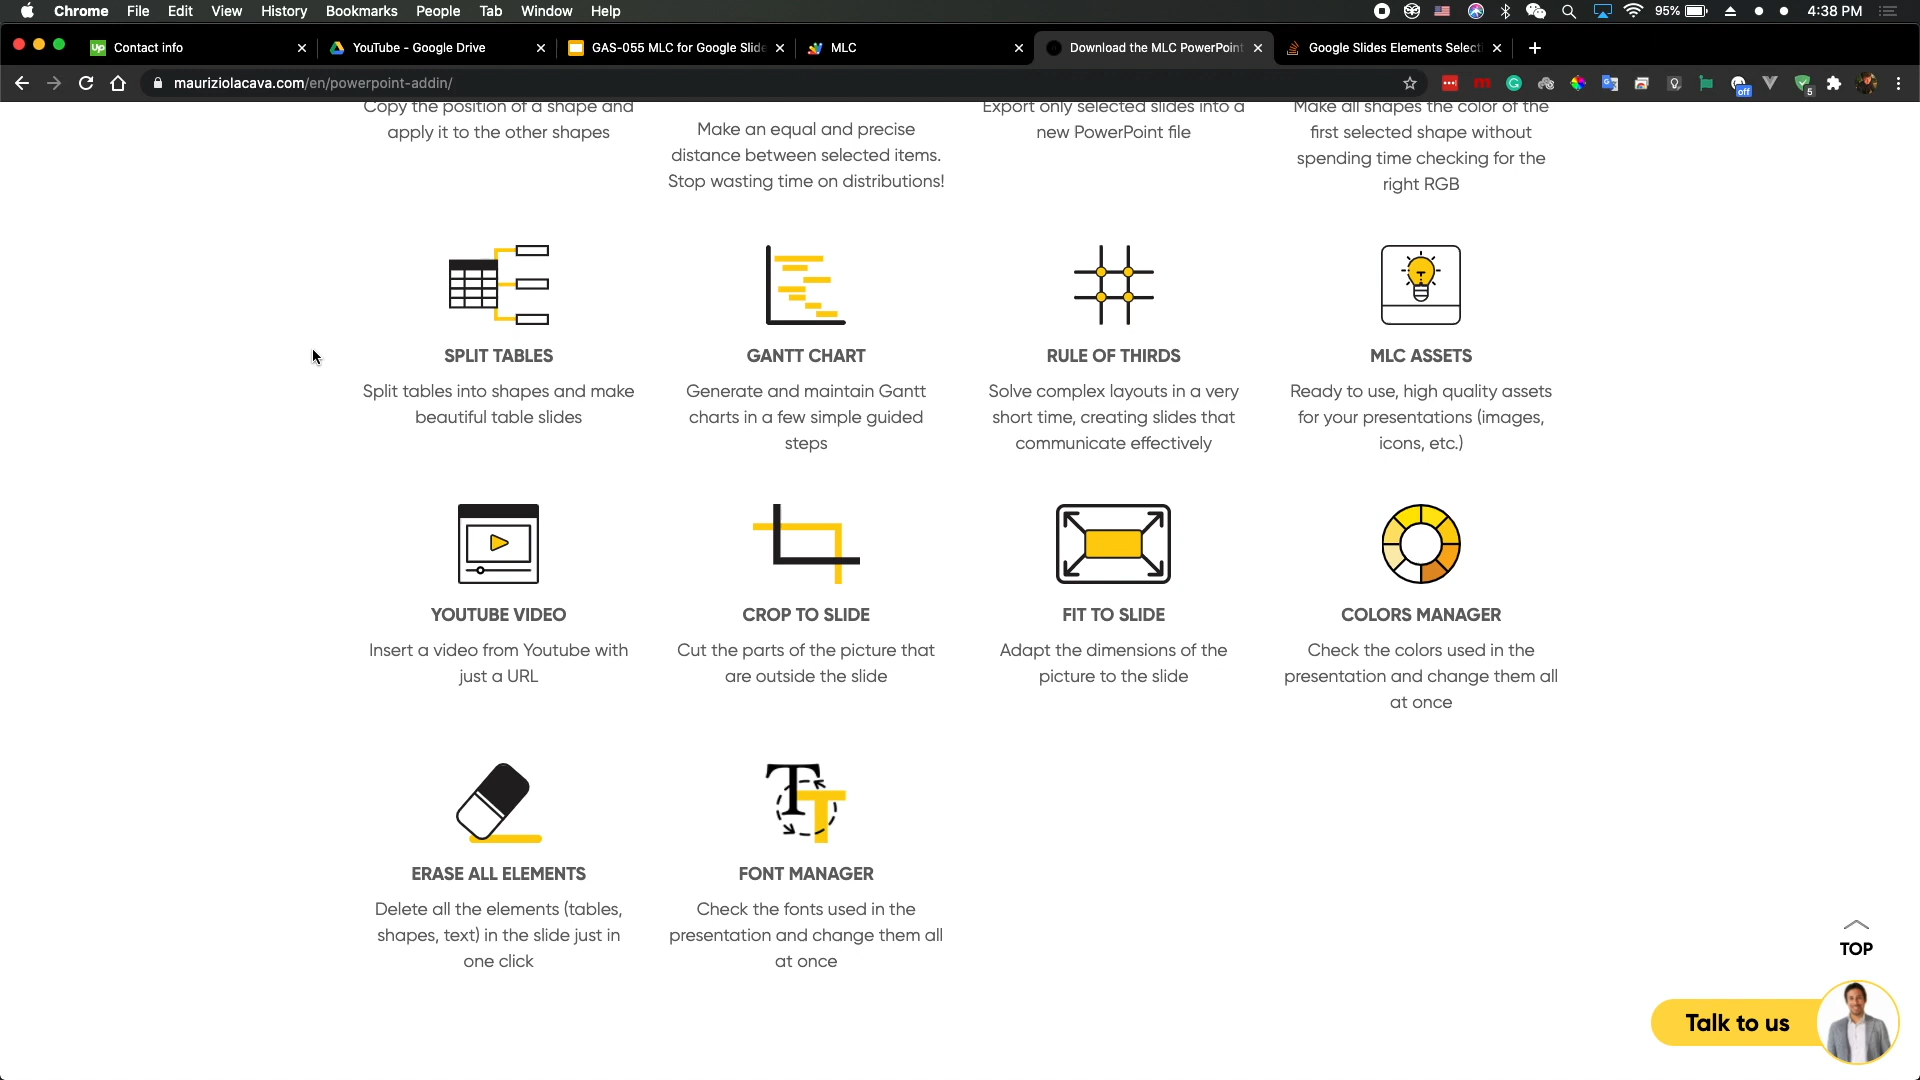 Chrome File Edit View History Bookmarks People Tab Window Help 95% 4:38 PM
Up Contact info
YouTube - Google Drive
GAS-055 MLC for Google Slide
MLC
Download the MLC PowerPoint
Google Slides Elements Select
mauriziolacava.com/en/powerpoint-addin/
off
5
Copy the position of a shape and
apply it to the other shapes
Make an equal and precise
distance between selected items.
Stop wasting time on distributions!
Export only selected slides into a
new PowerPoint file
Make all shapes the color of the
first selected shape without
spending time checking for the
right RGB
SPLIT TABLES
Split tables into shapes and make
beautiful table slides
GANTT CHART
Generate and maintain Gantt
charts in a few simple guided
steps
RULE OF THIRDS
Solve complex layouts in a very
short time, creating slides that
communicate effectively
MLC ASSETS
Ready to use, high quality assets
for your presentations (images,
icons, etc.)
YOUTUBE VIDEO
Insert a video from Youtube with
just a URL
CROP TO SLIDE
Cut the parts of the picture that
are outside the slide
FIT TO SLIDE
Adapt the dimensions of the
picture to the slide
COLORS MANAGER
Check the colors used in the
presentation and change them all
at once
ERASE ALL ELEMENTS
Delete all the elements (tables,
shapes, text) in the slide just in
one click
FONT MANAGER
Check the fonts used in the
presentation and change them all
at once
TOP
Talk to us